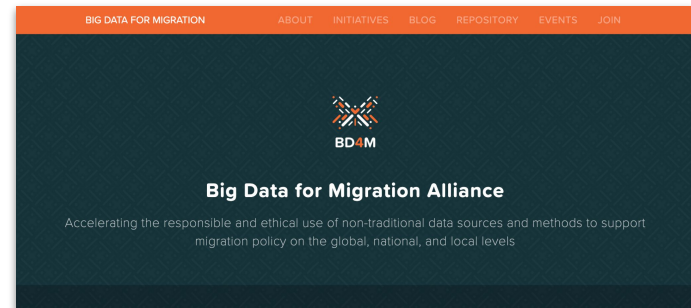 BIG DATA FOR MIGRATION ABOUT INITIATIVES BLOG REPOSITORY EVENTS JOIN
BD4M
Big Data for Migration Alliance
Accelerating the responsible and ethical use of non-traditional data sources and methods to support
migration policy on the global, national, and local levels